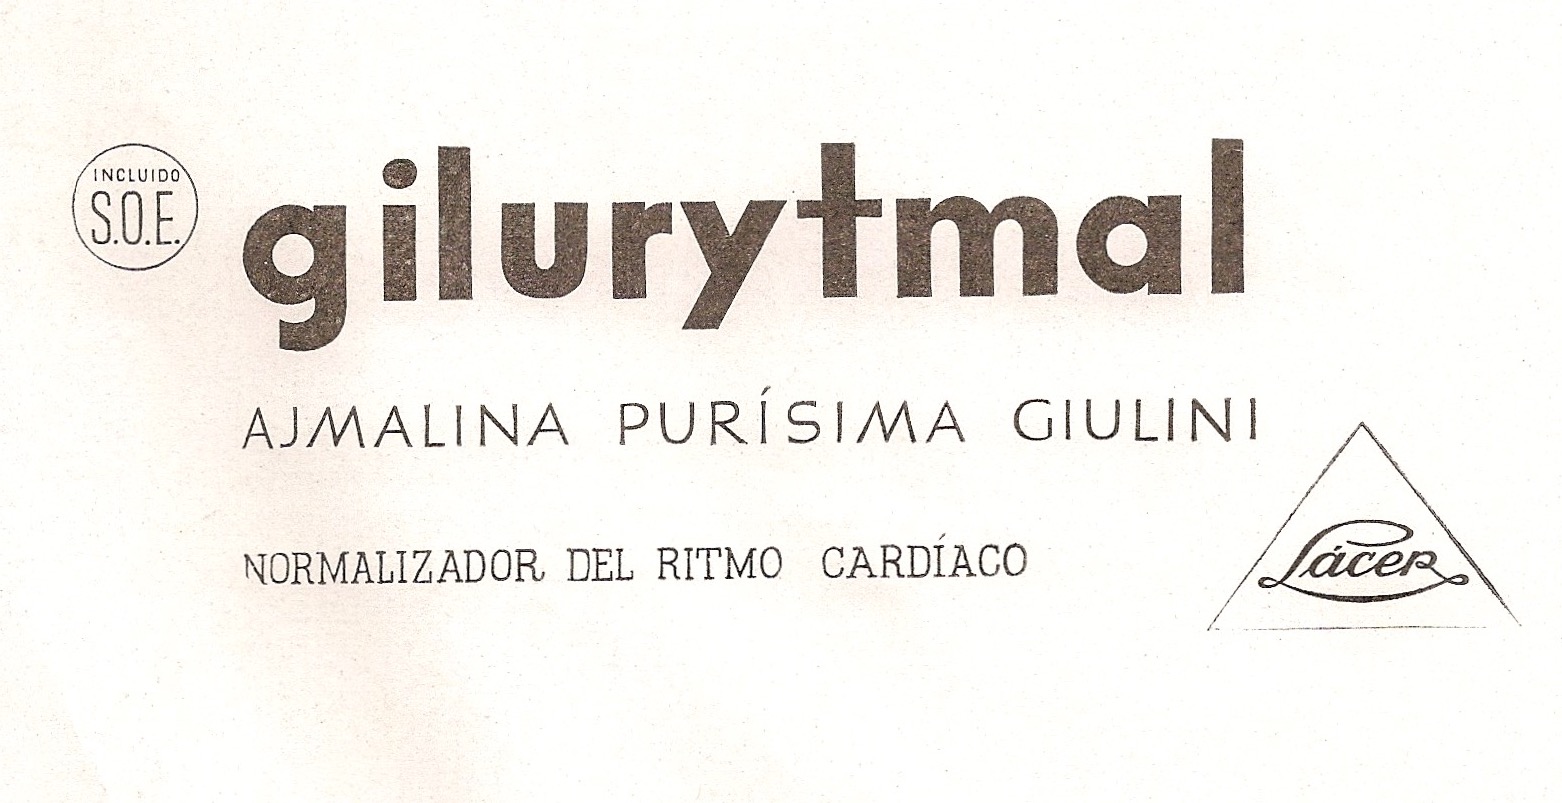 INCLUIDO
S.O.E.
gilurytmal
AJMALINA PURÍSIMA GIULINI
NORMALIZADOR DEL RITMO CARDÍACO
Lácer